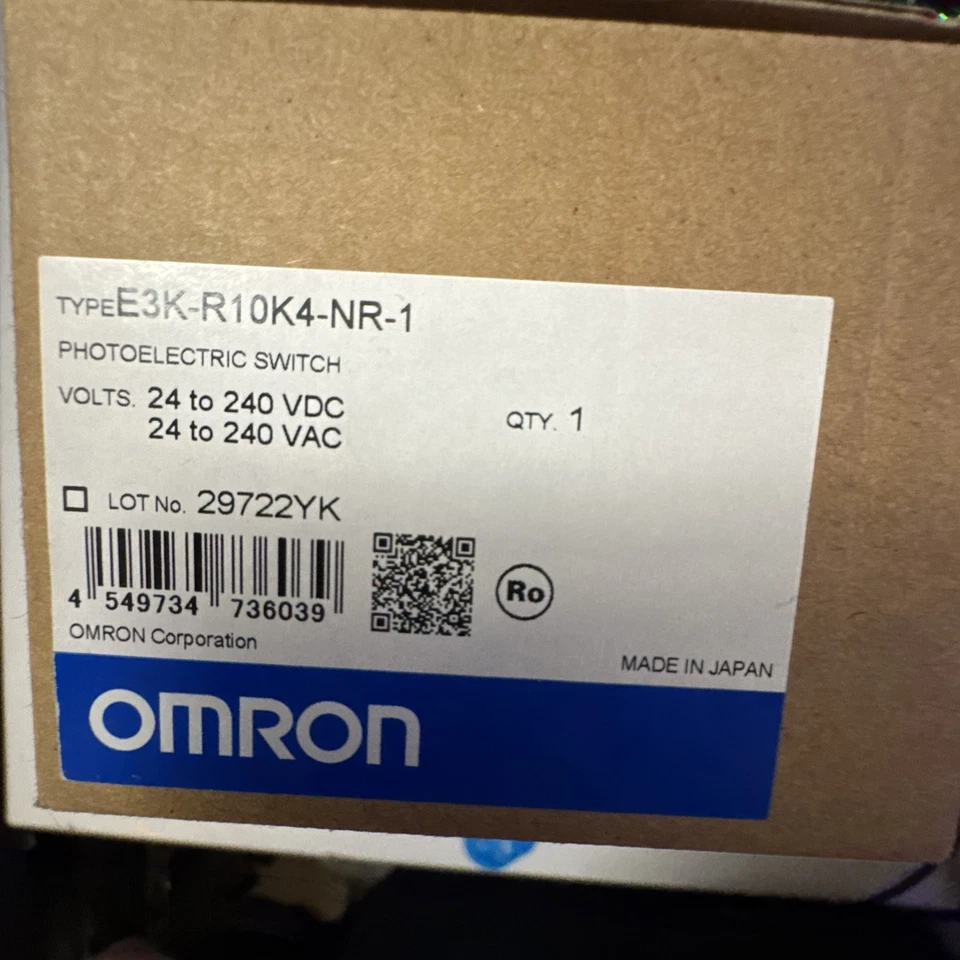 TYPE E3K-R10K4-NR-1
PHOTOELECTRIC SWITCH
VOLTS. 24 to 240 VDC
24 to 240 VAC
QTY. 1
LOT No. 29722YK
4 549734 736039
Ro
OMRON Corporation
MADE IN JAPAN
OMRON